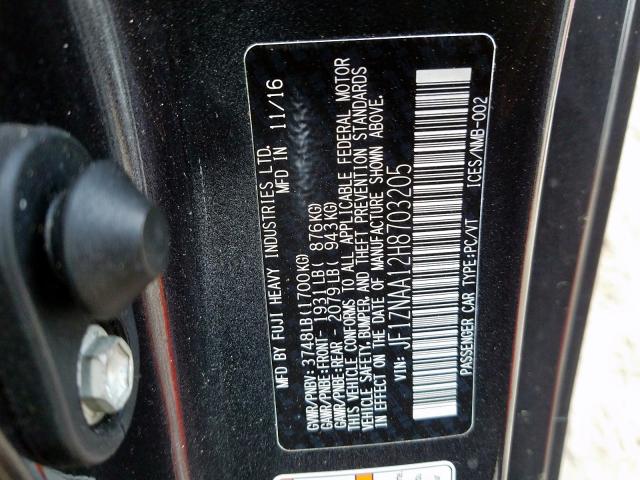 MFD BY FUJI HEAVY INDUSTRIES LTD.
MFD IN 11/16
GVWR/PNBV: 3748LB(1700KG)
GAWR/PNBE:FRONT- 1931LB( 876KG)
GAWR/PNBE:REAR - 2079LB( 943KG)
THIS VEHICLE CONFORMS TO ALL APPLICABLE FEDERAL MOTOR
VEHICLE SAFETY,BUMPER,AND THEFT PREVENTION STANDARDS
IN EFFECT ON THE DATE OF MANUFACTURE SHOWN ABOVE.
VIN: JF1ZNAA12H8703205
PASSENGER CAR TYPE:PC/VT ICES/NMB-002